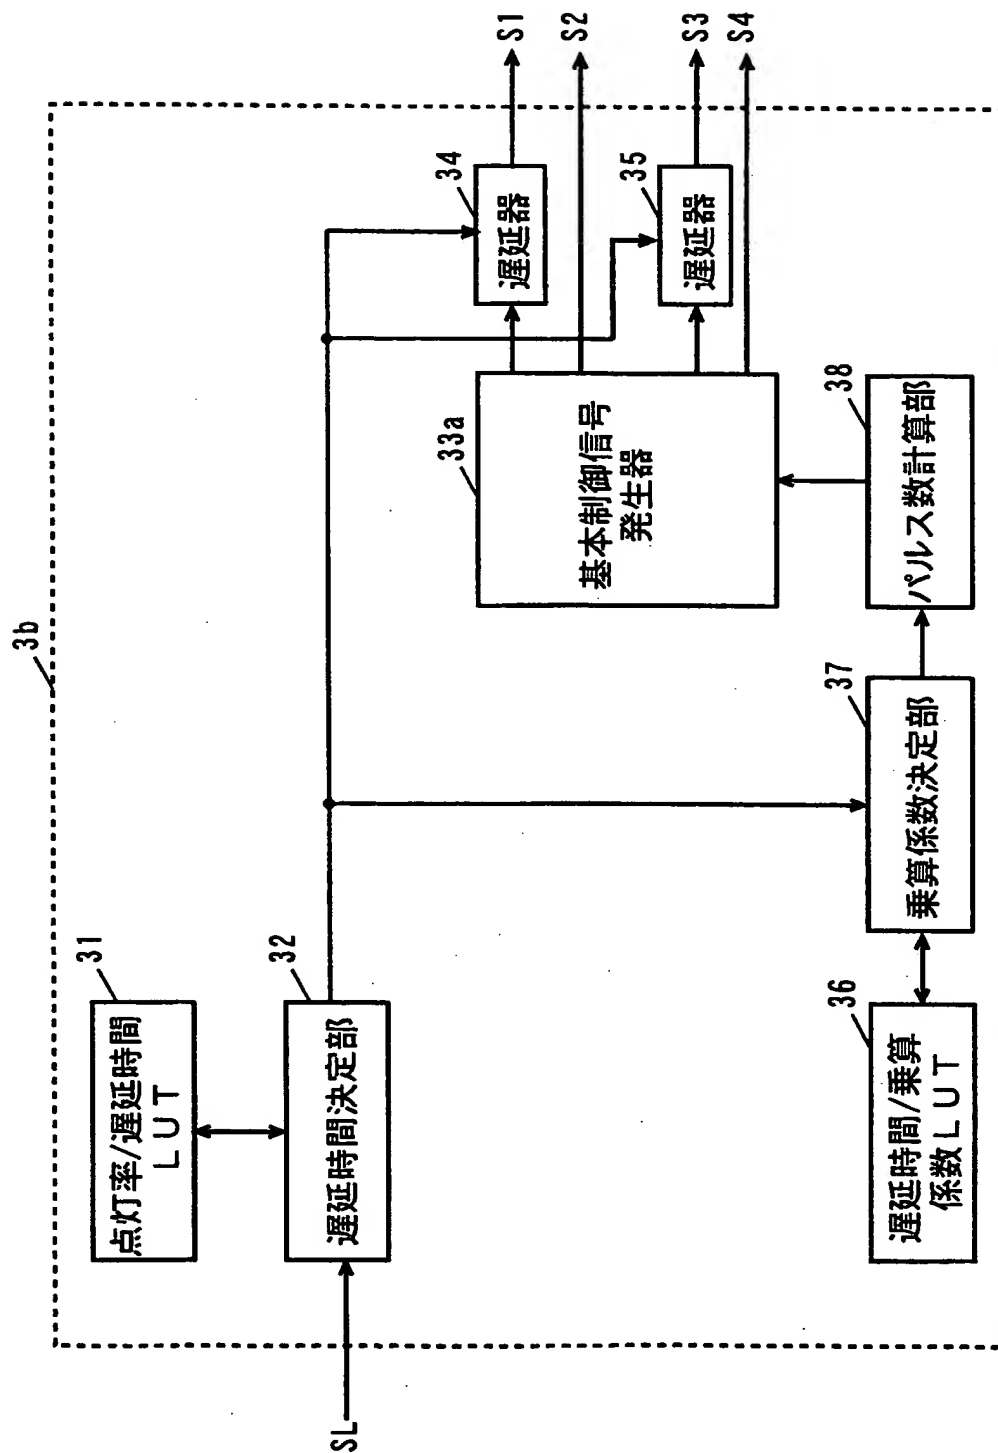 3b
31
点灯率/遅延時間
LUT
32
遅延時間決定部
SL
34
遅延器
S1
S2
35
遅延器
S3
S4
33a
基本制御信号
発生器
36
遅延時間/乗算
係数LUT
37
乗算係数決定部
38
パルス数計算部